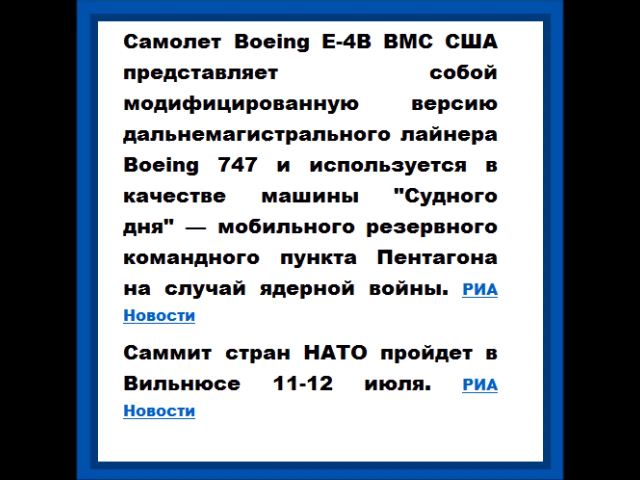 Самолет Boeing E-4B ВМС США
представляет собой
модифицированную версию
дальнемагистрального лайнера
Boeing 747 и используется в
качестве машины "Судного
дня" — мобильного резервного
командного пункта Пентагона
на случай ядерной войны. РИА
Новости
Саммит стран НАТО пройдет в
Вильнюсе 11-12 июля. РИА
Новости